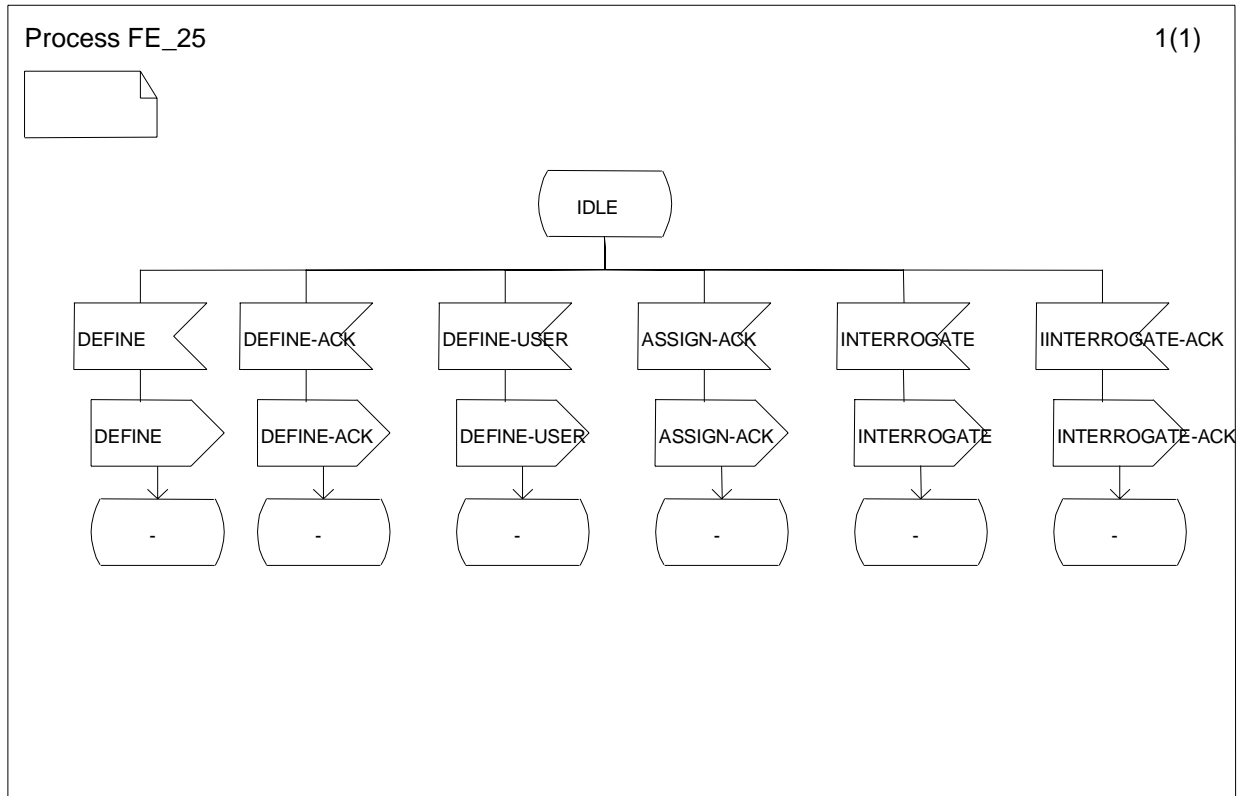 Process FE_25 1(1)
IDLE
DEFINE DEFINE-ACK DEFINE-USER ASSIGN-ACK INTERROGATE IINTERROGATE-ACK
DEFINE DEFINE-ACK DEFINE-USER ASSIGN-ACK INTERROGATE INTERROGATE-ACK
- - - - - -